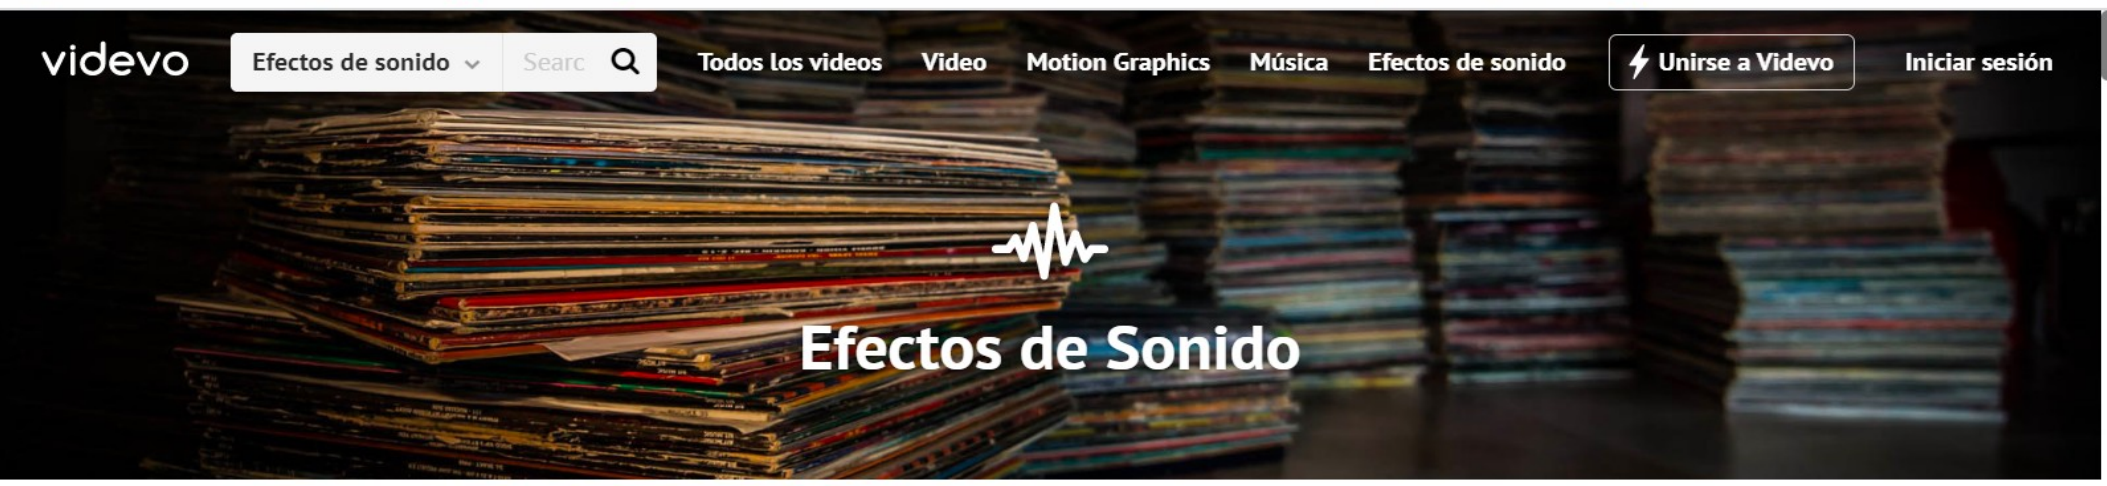 videvo Efectos de sonido Searc Todos los videos Video Motion Graphics Música Efectos de sonido Unirse a Videvo Iniciar sesión
Efectos de Sonido